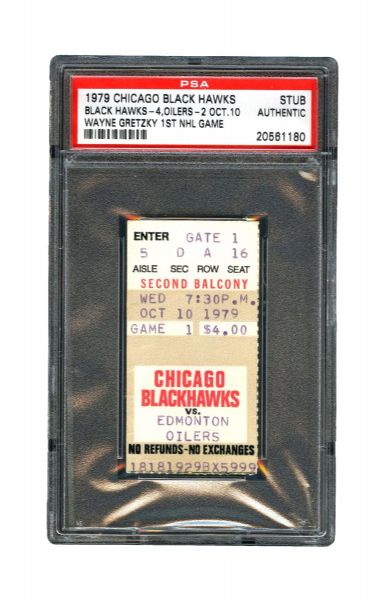 PSA
1979 CHICAGO BLACK HAWKS STUB
BLACK HAWKS-4,OILERS-2 OCT.10 AUTHENTIC
WAYNE GRETZKY 1ST NHL GAME
20561180
ENTER GATE 1
5 D A 16
AISLE SEC ROW SEAT
SECOND BALCONY
WED 7:30P.M.
OCT 10 1979
GAME 1 $4.00
CHICAGO
BLACKHAWKS
vs.
EDMONTON
OILERS
NO REFUNDS-NO EXCHANGES
18181929BX5999